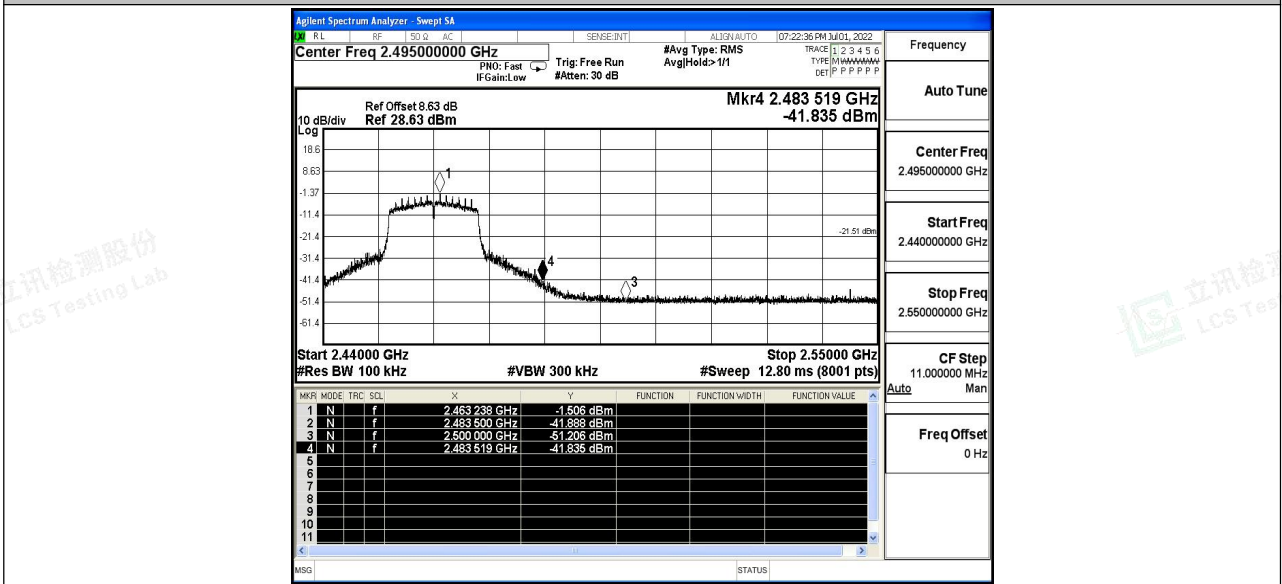 Agilent Spectrum Analyzer - Swept SA
RL RF 50 Ω AC SENSE:INT ALIGN AUTO 07:22:36 PM Jul 01, 2022
Center Freq 2.495000000 GHz
#Avg Type: RMS
Avg|Hold:>1/1
PNO: Fast
IFGain:Low
Trig: Free Run
#Atten: 30 dB
TRACE 1 2 3 4 5 6
TYPE M
DET P P P P P P
Mkr4 2.483 519 GHz
-41.835 dBm
Ref Offset 8.63 dB
10 dB/div Ref 28.63 dBm
Log
18.6
8.63
-1.37
-11.4
-21.4
-31.4
-41.4
-51.4
-61.4
1
4
3
-21.51 dBm
Start 2.44000 GHz Stop 2.55000 GHz
#Res BW 100 kHz #VBW 300 kHz #Sweep 12.80 ms (8001 pts)
MKR MODE TRC SCL X Y FUNCTION FUNCTION WIDTH FUNCTION VALUE
1 N f 2.463 238 GHz -1.506 dBm
2 N f 2.483 500 GHz -41.888 dBm
3 N f 2.500 000 GHz -51.206 dBm
4 N f 2.483 519 GHz -41.835 dBm
5
6
7
8
9
10
11
MSG STATUS
Frequency
Auto Tune
Center Freq
2.495000000 GHz
Start Freq
2.440000000 GHz
Stop Freq
2.550000000 GHz
CF Step
11.000000 MHz
Auto Man
Freq Offset
0 Hz
立讯检测股份
LCS Testing Lab
立讯检
LCS Tes